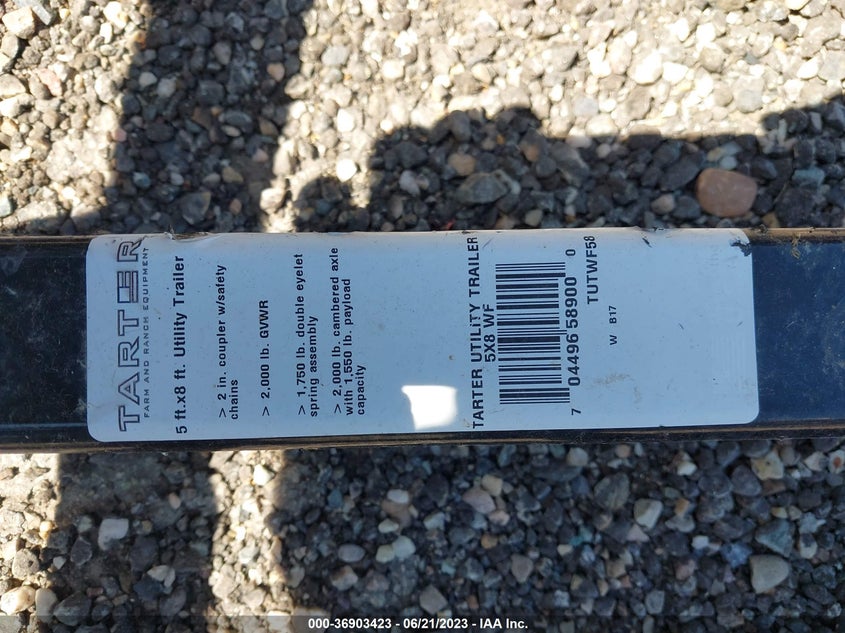 TARTER
FARM AND RANCH EQUIPMENT
5 ft.x8 ft. Utility Trailer
> 2 in. coupler w/safety
chains
> 2,000 lb. GVWR
> 1,750 lb. double eyelet
spring assembly
> 2,000 lb. cambered axle
with 1,550 lb. payload
capacity
TARTER UTILITY TRAILER
5X8 WF
7 04496 58900 0
TUTWF58
W B17
000-36903423 - 06/21/2023 - IAA Inc.